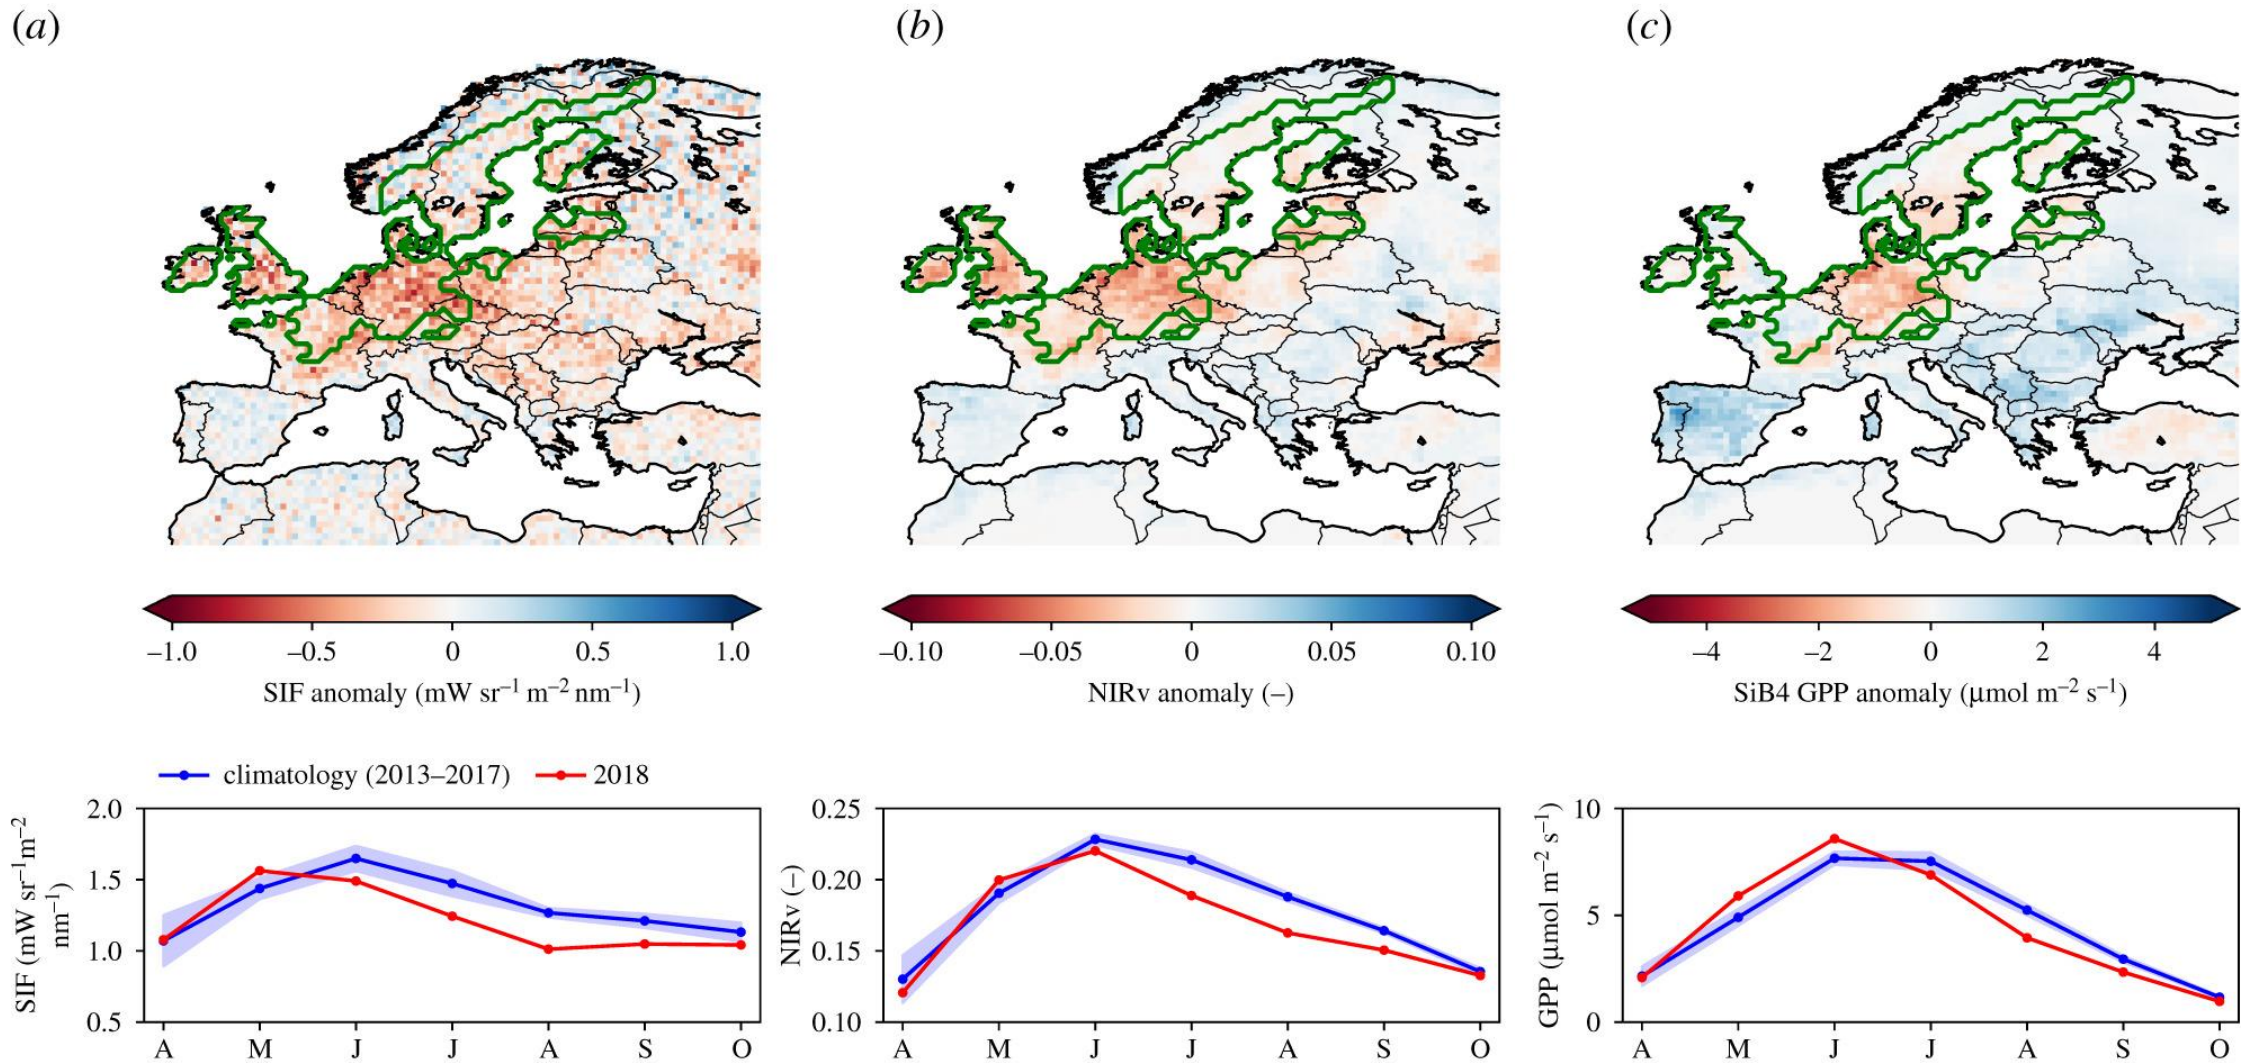 (a)
(b)
(c)
–1.0 –0.5 0 0.5 1.0
SIF anomaly (mW sr⁻¹ m⁻² nm⁻¹)
–0.10 –0.05 0 0.05 0.10
NIRv anomaly (–)
–4 –2 0 2 4
SiB4 GPP anomaly (μmol m⁻² s⁻¹)
climatology (2013–2017) 2018
SIF (mW sr⁻¹m⁻²
nm⁻¹)
2.0
1.5
1.0
0.5
A M J J A S O
NIRv (–)
0.25
0.20
0.15
0.10
A M J J A S O
GPP (μmol m⁻² s⁻¹)
10
5
0
A M J J A S O